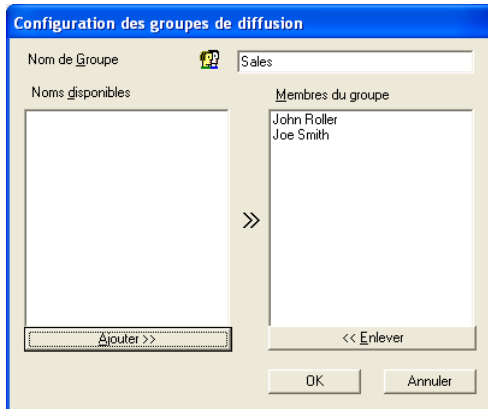 Configuration des groupes de diffusion
Nom de Groupe
Sales
Noms disponibles
Membres du groupe
John Roller
Joe Smith
Ajouter >>
<< Enlever
OK
Annuler